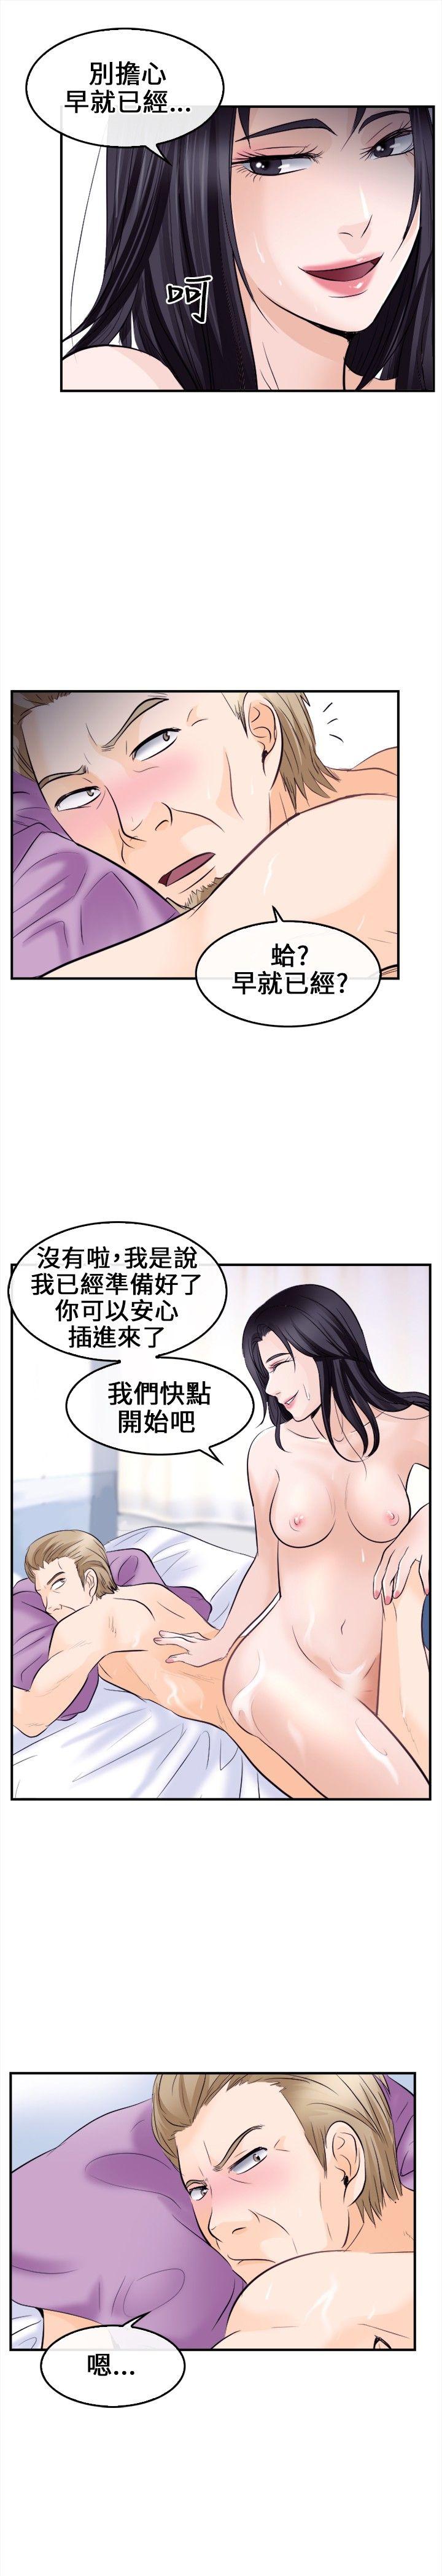 別擔心
早就已經...
呵
蛤?
早就已經?
沒有啦,我是說
我已經準備好了
你可以安心
插進來了
我們快點
開始吧
嗯...